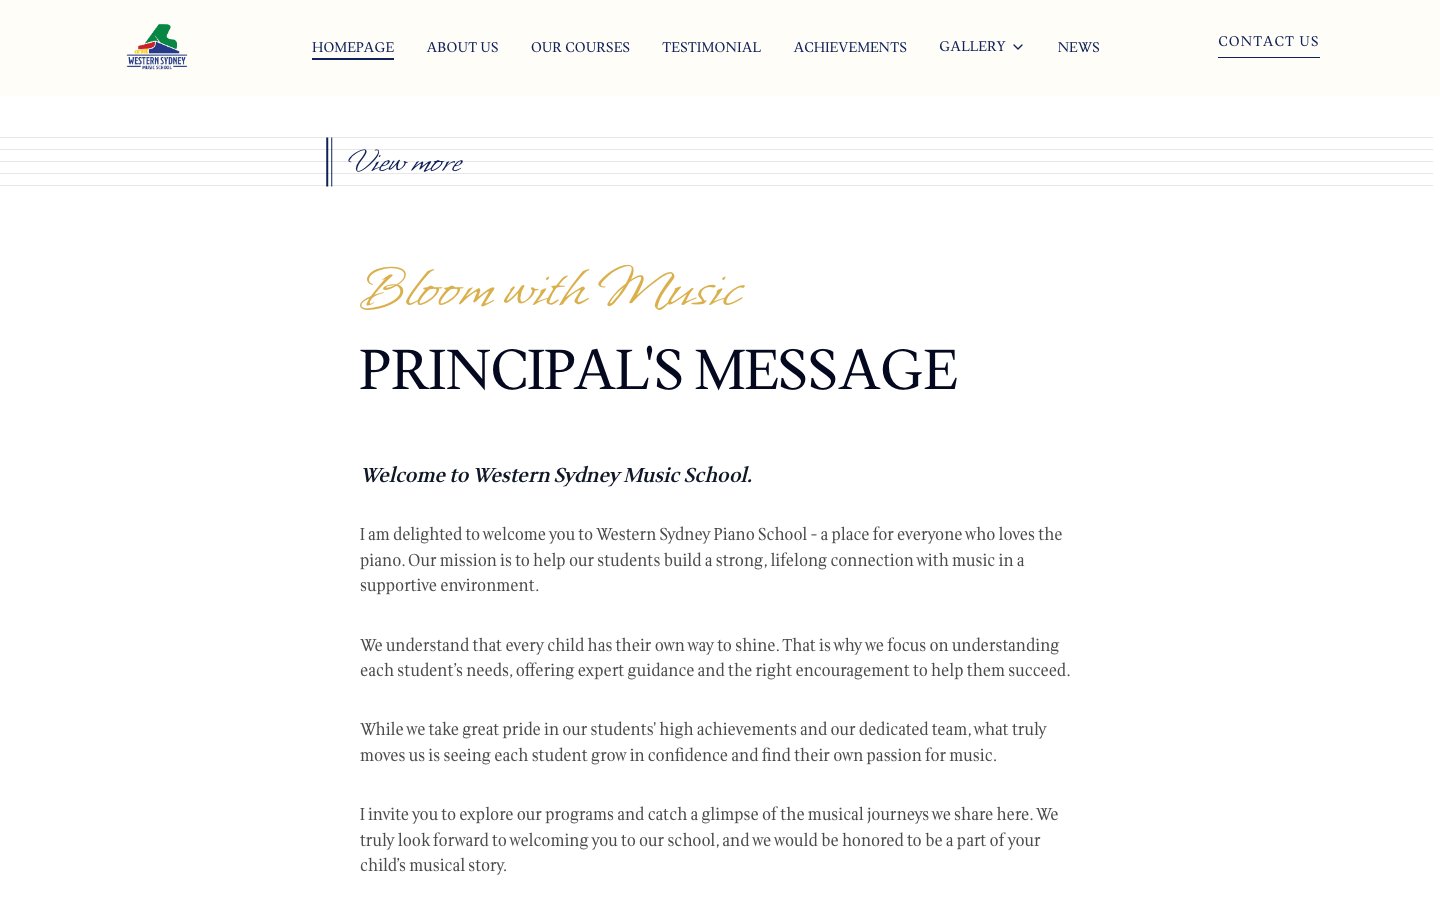 WESTERN SYDNEY
MUSIC SCHOOL
HOMEPAGE ABOUT US OUR COURSES TESTIMONIAL ACHIEVEMENTS GALLERY NEWS CONTACT US
View more
Bloom with Music
PRINCIPAL'S MESSAGE
Welcome to Western Sydney Music School.
I am delighted to welcome you to Western Sydney Piano School - a place for everyone who loves the
piano. Our mission is to help our students build a strong, lifelong connection with music in a
supportive environment.
We understand that every child has their own way to shine. That is why we focus on understanding
each student’s needs, offering expert guidance and the right encouragement to help them succeed.
While we take great pride in our students' high achievements and our dedicated team, what truly
moves us is seeing each student grow in confidence and find their own passion for music.
I invite you to explore our programs and catch a glimpse of the musical journeys we share here. We
truly look forward to welcoming you to our school, and we would be honored to be a part of your
child’s musical story.